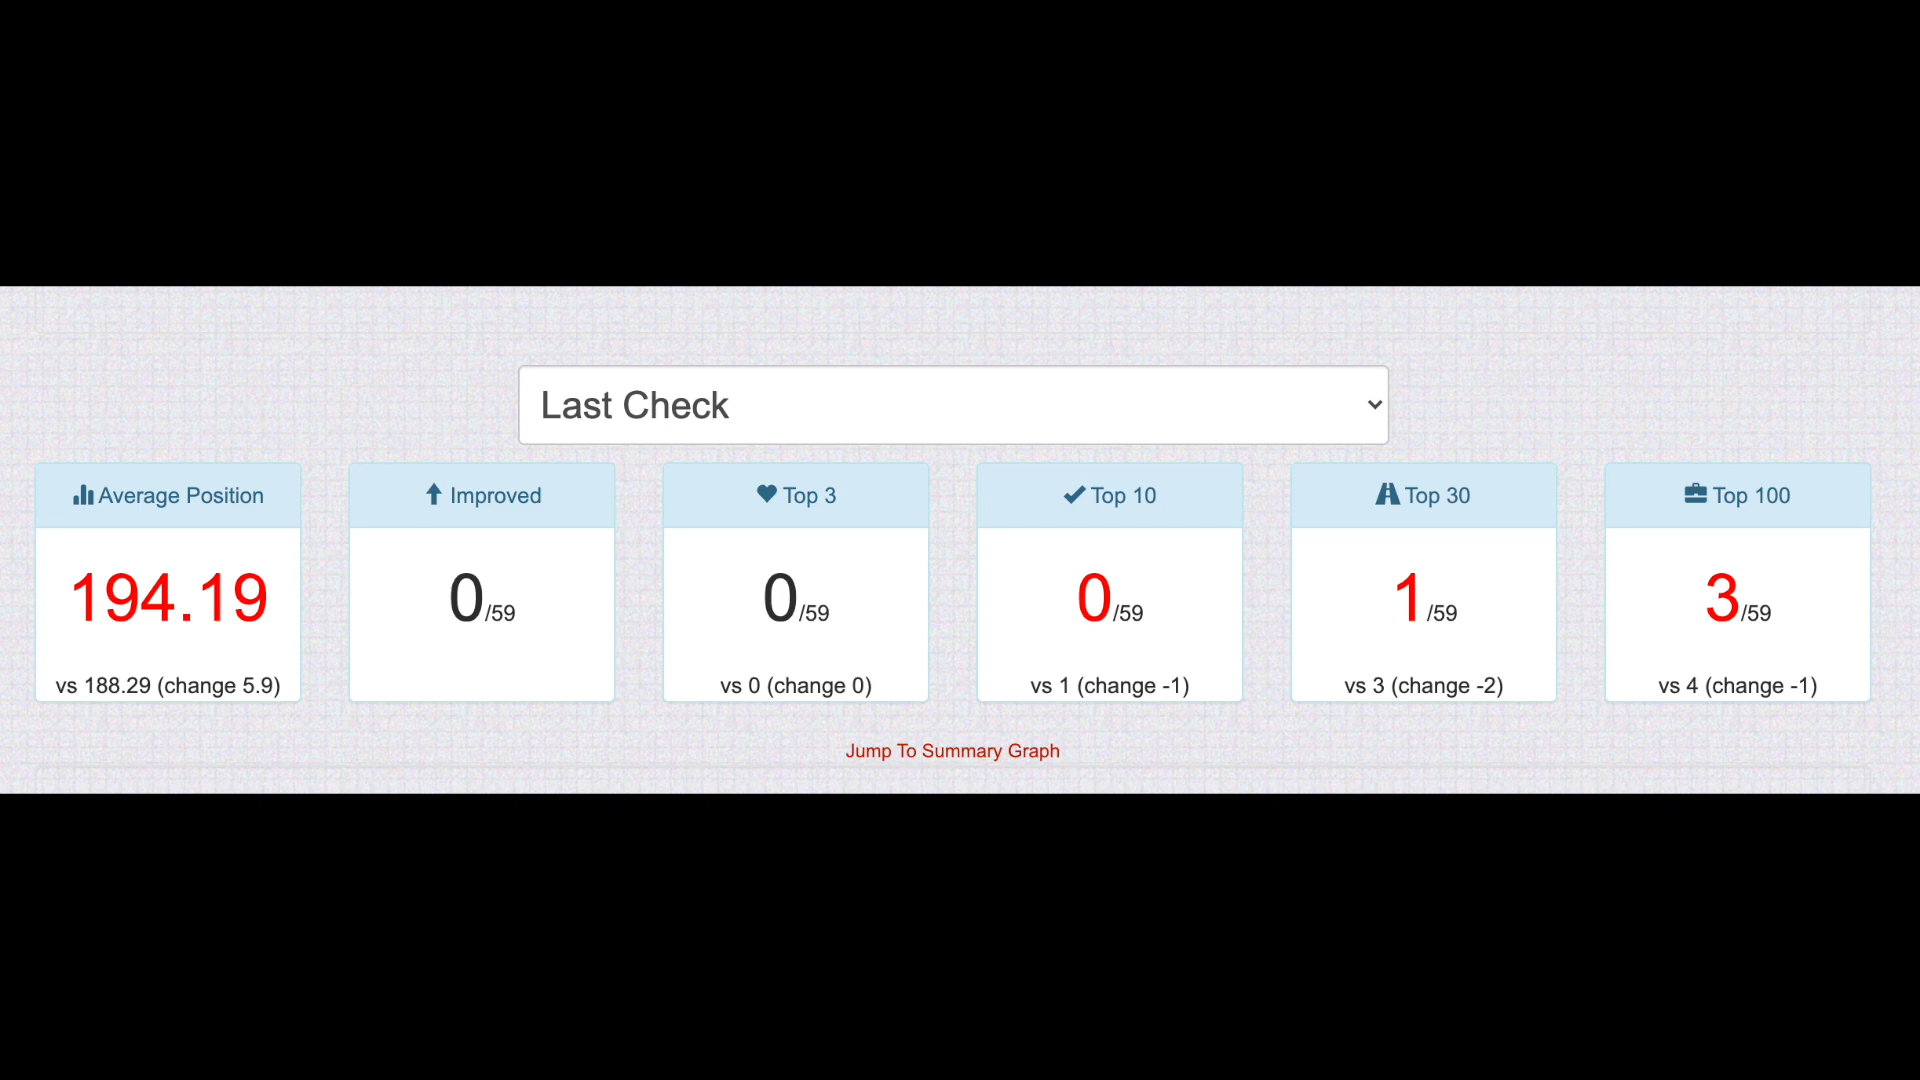 Last Check
Average Position
194.19
vs 188.29 (change 5.9)
Improved
0/59
Top 3
0/59
vs 0 (change 0)
Top 10
0/59
vs 1 (change -1)
Top 30
1/59
vs 3 (change -2)
Top 100
3/59
vs 4 (change -1)
Jump To Summary Graph